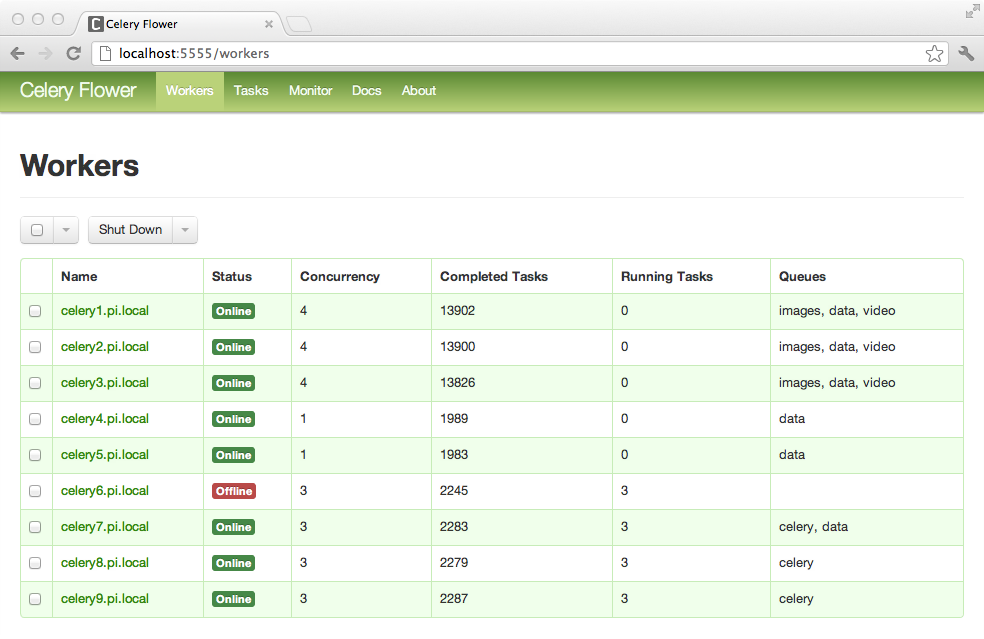 Celery Flower
localhost:5555/workers
Celery Flower Workers Tasks Monitor Docs About
Workers
Shut Down
Name Status Concurrency Completed Tasks Running Tasks Queues
celery1.pi.local Online 4 13902 0 images, data, video
celery2.pi.local Online 4 13900 0 images, data, video
celery3.pi.local Online 4 13826 0 images, data, video
celery4.pi.local Online 1 1989 0 data
celery5.pi.local Online 1 1983 0 data
celery6.pi.local Offline 3 2245 3
celery7.pi.local Online 3 2283 3 celery, data
celery8.pi.local Online 3 2279 3 celery
celery9.pi.local Online 3 2287 3 celery